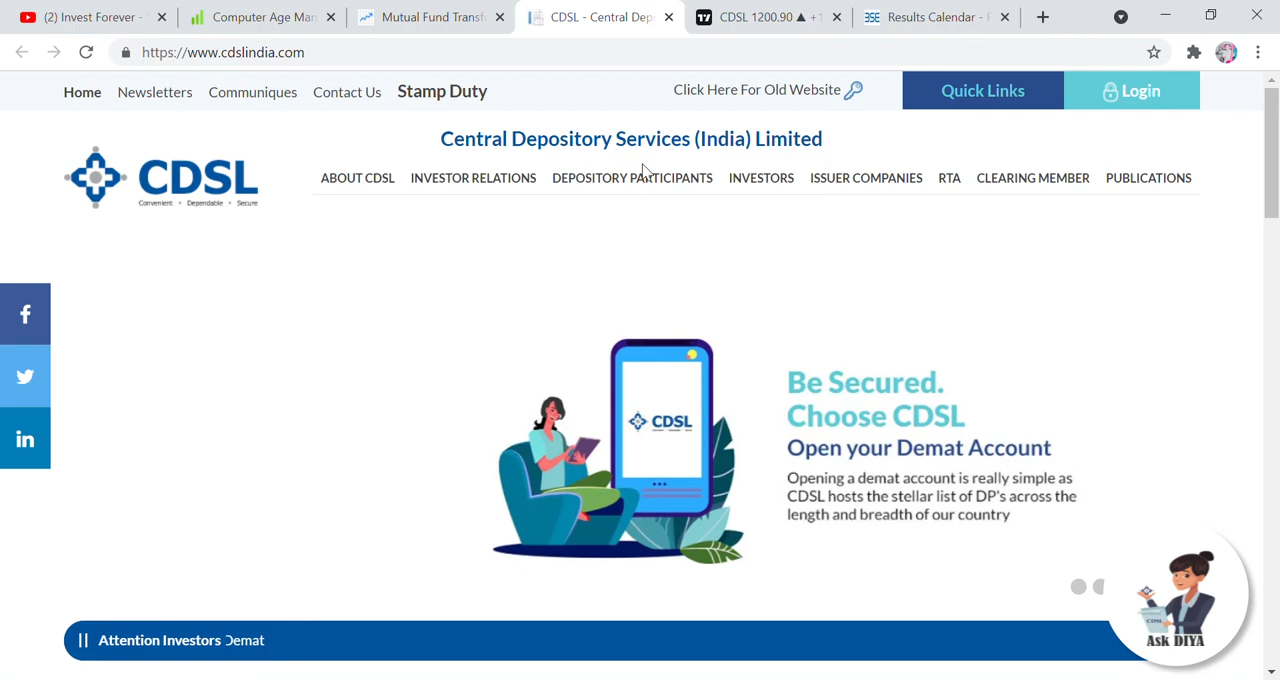 (2) Invest Forever -
Computer Age Man
Mutual Fund Transf
CDSL - Central Dep
CDSL 1200.90 ▲ +1
Results Calendar -
https://www.cdslindia.com
Home Newsletters Communiques Contact Us Stamp Duty
Click Here For Old Website
Quick Links
Login
Central Depository Services (India) Limited
CDSL
Convenient • Dependable • Secure
ABOUT CDSL INVESTOR RELATIONS DEPOSITORY PARTICIPANTS INVESTORS ISSUER COMPANIES RTA CLEARING MEMBER PUBLICATIONS
CDSL
Be Secured.
Choose CDSL
Open your Demat Account
Opening a demat account is really simple as
CDSL hosts the stellar list of DP's across the
length and breadth of our country
CDSL
Ask DIYA
Attention Investors Demat